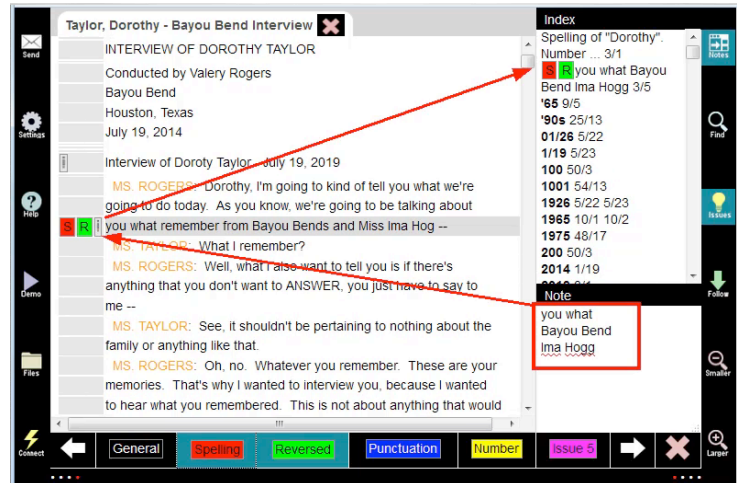 Taylor, Dorothy - Bayou Bend Interview
Send
Settings
Help
Demo
Files
Connect
INTERVIEW OF DOROTHY TAYLOR
Conducted by Valery Rogers
Bayou Bend
Houston, Texas
July 19, 2014
Interview of Doroty Taylor - July 19, 2019
MS. ROGERS: Dorothy, I'm going to kind of tell you what we're
going to do today. As you know, we're going to be talking about
S R i you what remember from Bayou Bends and Miss Ima Hog --
MS. TAYLOR: What I remember?
MS. ROGERS: Well, what I also want to tell you is if there's
anything that you don't want to ANSWER, you just have to say to
me --
MS. TAYLOR: See, it shouldn't be pertaining to nothing about the
family or anything like that.
MS. ROGERS: Oh, no. Whatever you remember. These are your
memories. That's why I wanted to interview you, because I wanted
to hear what you remembered. This is not about anything that would
General
Spelling
Reversed
Punctuation
Number
Issue 5
Index
Spelling of "Dorothy".
Number ... 3/1
S R you what Bayou
Bend Ima Hogg 3/5
'65 9/5
'90s 25/13
01/26 5/22
1/19 5/23
100 50/3
1001 54/13
1926 5/22 5/23
1965 10/1 10/2
1975 48/17
200 50/3
2014 1/19
Note
you what
Bayou Bend
Ima Hogg
Notes
Find
Issues
Follow
Smaller
Larger